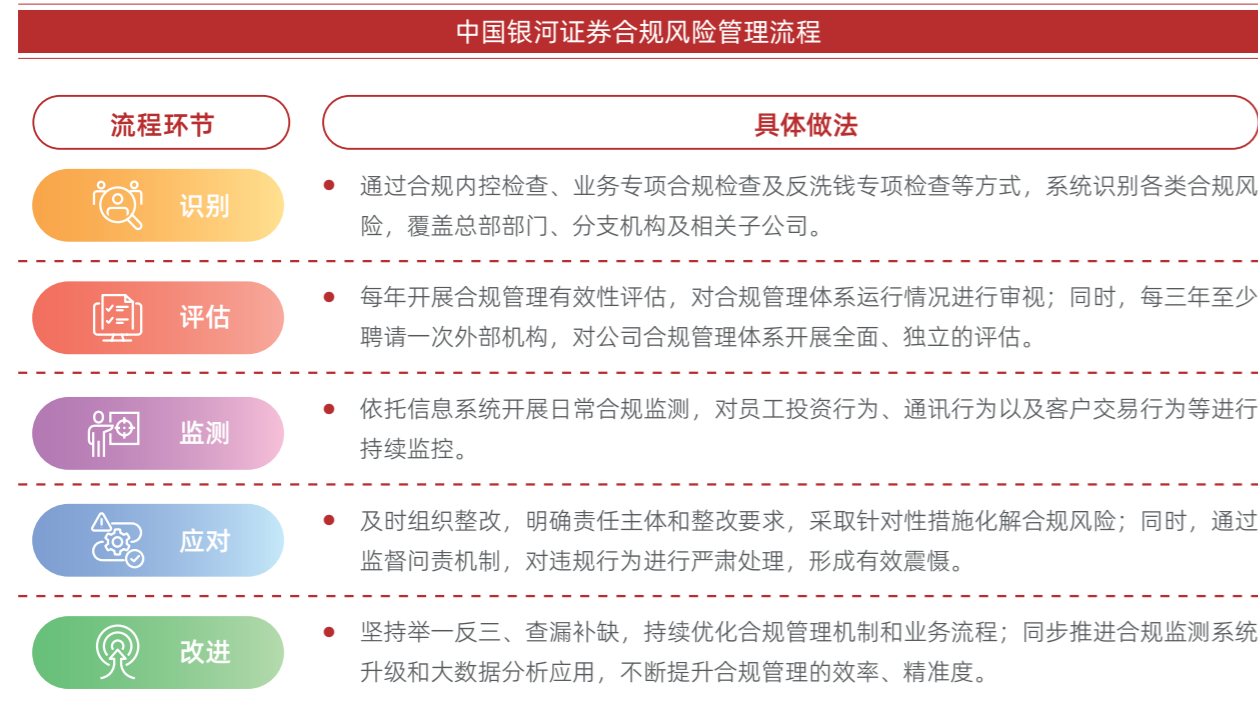 中国银河证券合规风险管理流程
流程环节
具体做法
识别
通过合规内控检查、业务专项合规检查及反洗钱专项检查等方式，系统识别各类合规风
险，覆盖总部部门、分支机构及相关子公司。
评估
每年开展合规管理有效性评估，对合规管理体系运行情况进行审视；同时，每三年至少
聘请一次外部机构，对公司合规管理体系开展全面、独立的评估。
监测
依托信息系统开展日常合规监测，对员工投资行为、通讯行为以及客户交易行为等进行
持续监控。
应对
及时组织整改，明确责任主体和整改要求，采取针对性措施化解合规风险；同时，通过
监督问责机制，对违规行为进行严肃处理，形成有效震慑。
改进
坚持举一反三、查漏补缺，持续优化合规管理机制和业务流程；同步推进合规监测系统
升级和大数据分析应用，不断提升合规管理的效率、精准度。